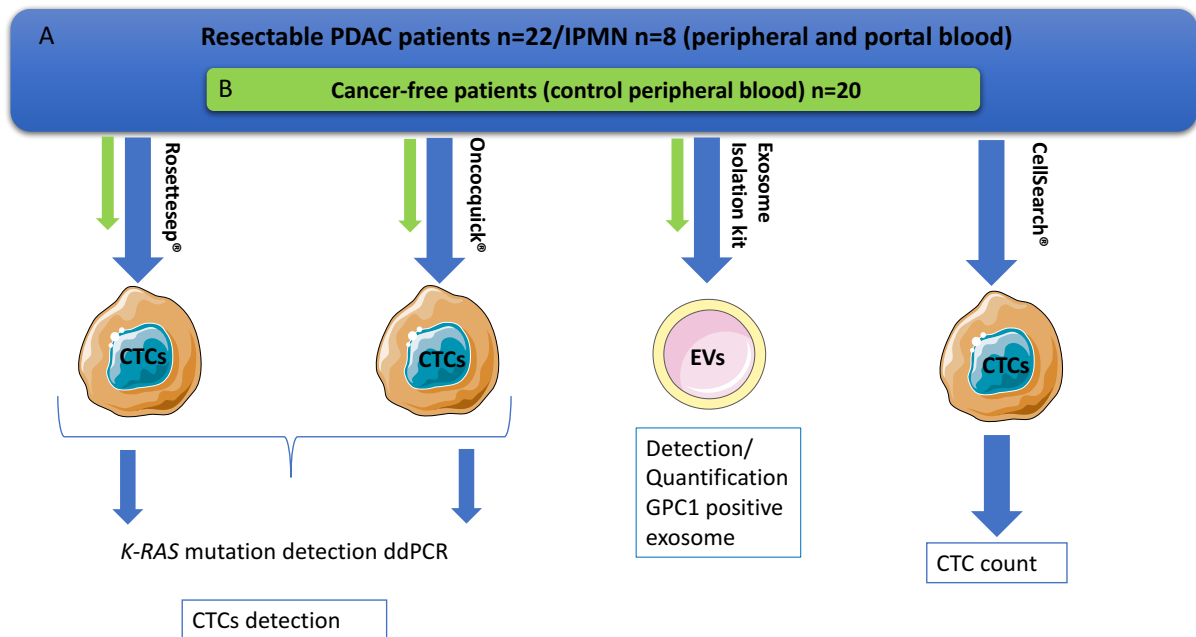 A
Resectable PDAC patients n=22/IPMN n=8 (peripheral and portal blood)
B
Cancer-free patients (control peripheral blood) n=20
Rosettesep®
Oncocquick®
Exosome
Isolation kit
CellSearch®
CTCs
CTCs
EVs
CTCs
Detection/
Quantification
GPC1 positive
exosome
K-RAS mutation detection ddPCR
CTC count
CTCs detection